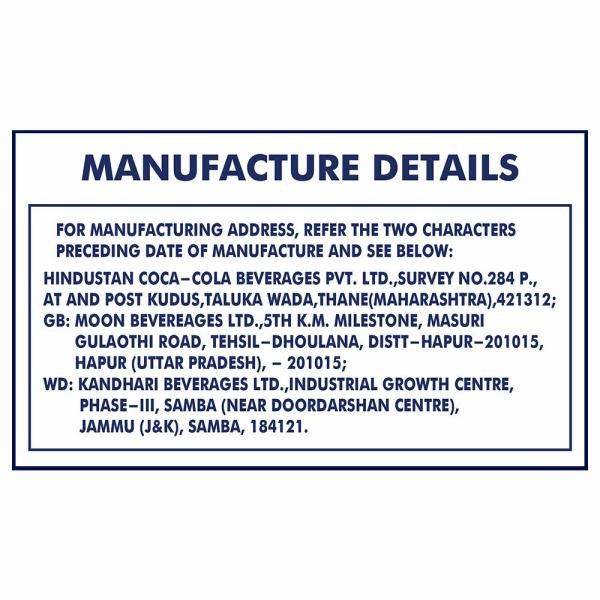 MANUFACTURE DETAILS
FOR MANUFACTURING ADDRESS, REFER THE TWO CHARACTERS
PRECEDING DATE OF MANUFACTURE AND SEE BELOW:
HINDUSTAN COCA-COLA BEVERAGES PVT. LTD.,SURVEY NO.284 P.,
AT AND POST KUDUS,TALUKA WADA,THANE(MAHARASHTRA),421312;
GB: MOON BEVEREAGES LTD.,5TH K.M. MILESTONE, MASURI
GULAOTHI ROAD, TEHSIL-DHOULANA, DISTT-HAPUR-201015,
HAPUR (UTTAR PRADESH), - 201015;
WD: KANDHARI BEVERAGES LTD.,INDUSTRIAL GROWTH CENTRE,
PHASE-III, SAMBA (NEAR DOORDARSHAN CENTRE),
JAMMU (J&K), SAMBA, 184121.